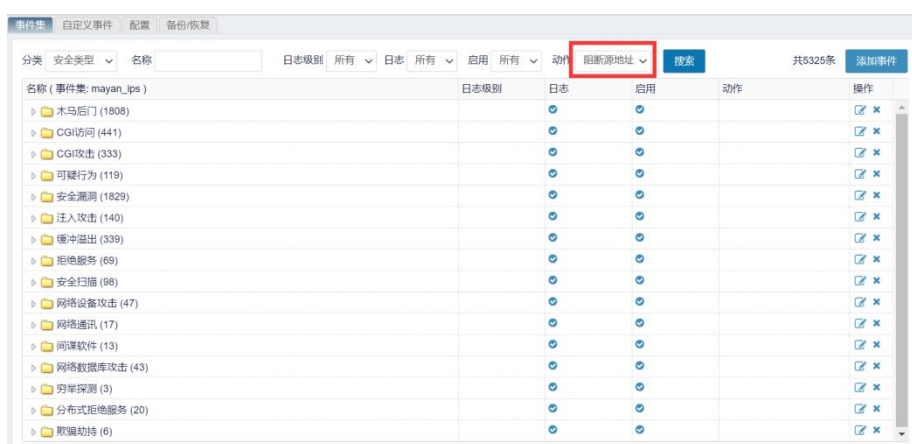 事件集 自定义事件 配置 备份/恢复
分类 安全类型 名称 日志级别 所有 日志 所有 启用 所有 动作 阻断源地址 搜索 共5325条 添加事件
名称 ( 事件集: mayan_ips ) 日志级别 日志 启用 动作 操作
木马后门 (1808)
CGI访问 (441)
CGI攻击 (333)
可疑行为 (119)
安全漏洞 (1829)
注入攻击 (140)
缓冲溢出 (339)
拒绝服务 (69)
安全扫描 (98)
网络设备攻击 (47)
网络通讯 (17)
间谍软件 (13)
网络数据库攻击 (43)
穷举探测 (3)
分布式拒绝服务 (20)
欺骗劫持 (6)